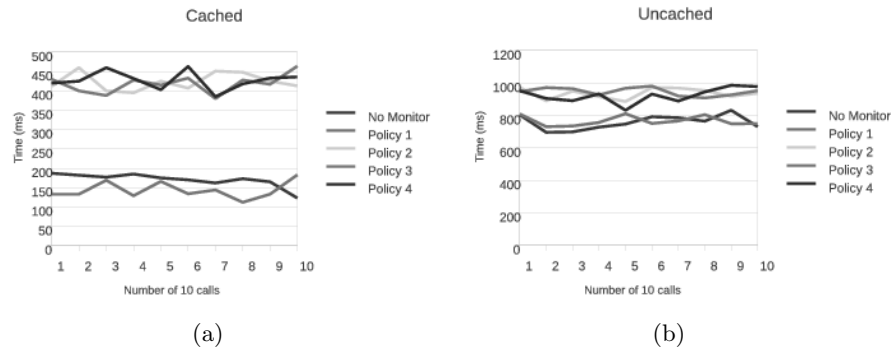 Cached
500
450
400
350
300
250
200
150
100
50
0
Time (ms)
1 2 3 4 5 6 7 8 9 10
Number of 10 calls
No Monitor
Policy 1
Policy 2
Policy 3
Policy 4
(a)
Uncached
1200
1000
800
600
400
200
0
Time (ms)
1 2 3 4 5 6 7 8 9 10
Number of 10 calls
No Monitor
Policy 1
Policy 2
Policy 3
Policy 4
(b)